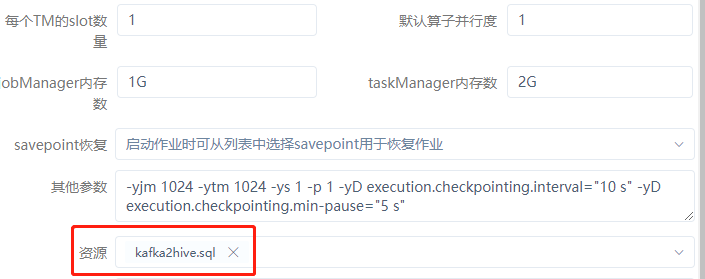 每个TM的slot数量 1 默认算子并行度 1
jobManager内存数 1G taskManager内存数 2G
savepoint恢复 启动作业时可从列表中选择savepoint用于恢复作业
其他参数 -yjm 1024 -ytm 1024 -ys 1 -p 1 -yD execution.checkpointing.interval="10 s" -yD
execution.checkpointing.min-pause="5 s"
资源 kafka2hive.sql